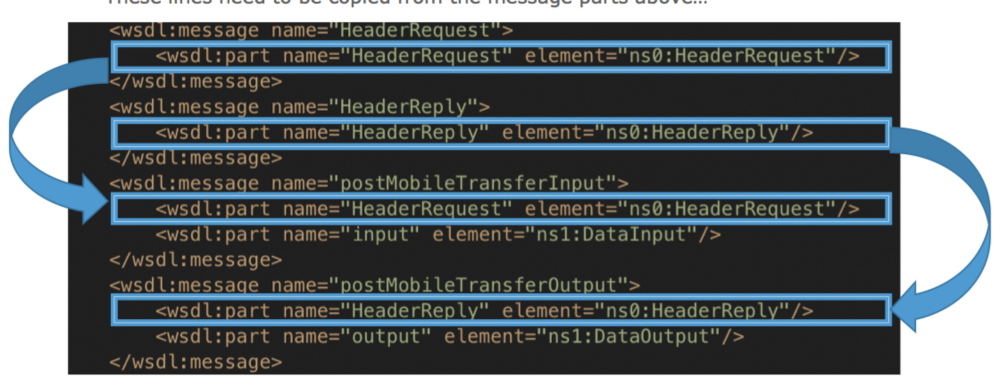 These lines need to be copied from the message parts above...
<wsdl:message name="HeaderRequest">
<wsdl:part name="HeaderRequest" element="ns0:HeaderRequest"/>
</wsdl:message>
<wsdl:message name="HeaderReply">
<wsdl:part name="HeaderReply" element="ns0:HeaderReply"/>
</wsdl:message>
<wsdl:message name="postMobileTransferInput">
<wsdl:part name="HeaderRequest" element="ns0:HeaderRequest"/>
<wsdl:part name="input" element="ns1:DataInput"/>
</wsdl:message>
<wsdl:message name="postMobileTransferOutput">
<wsdl:part name="HeaderReply" element="ns0:HeaderReply"/>
<wsdl:part name="output" element="ns1:DataOutput"/>
</wsdl:message>